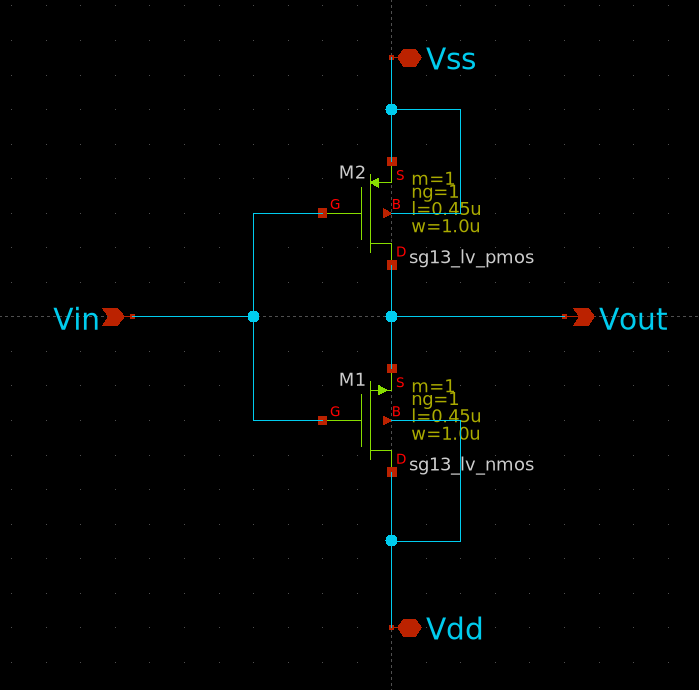 Vss
M2
S
m=1
ng=1
G
B
l=0.45u
w=1.0u
D
sg13_lv_pmos
Vin
Vout
M1
S
m=1
ng=1
G
B
l=0.45u
w=1.0u
D
sg13_lv_nmos
Vdd